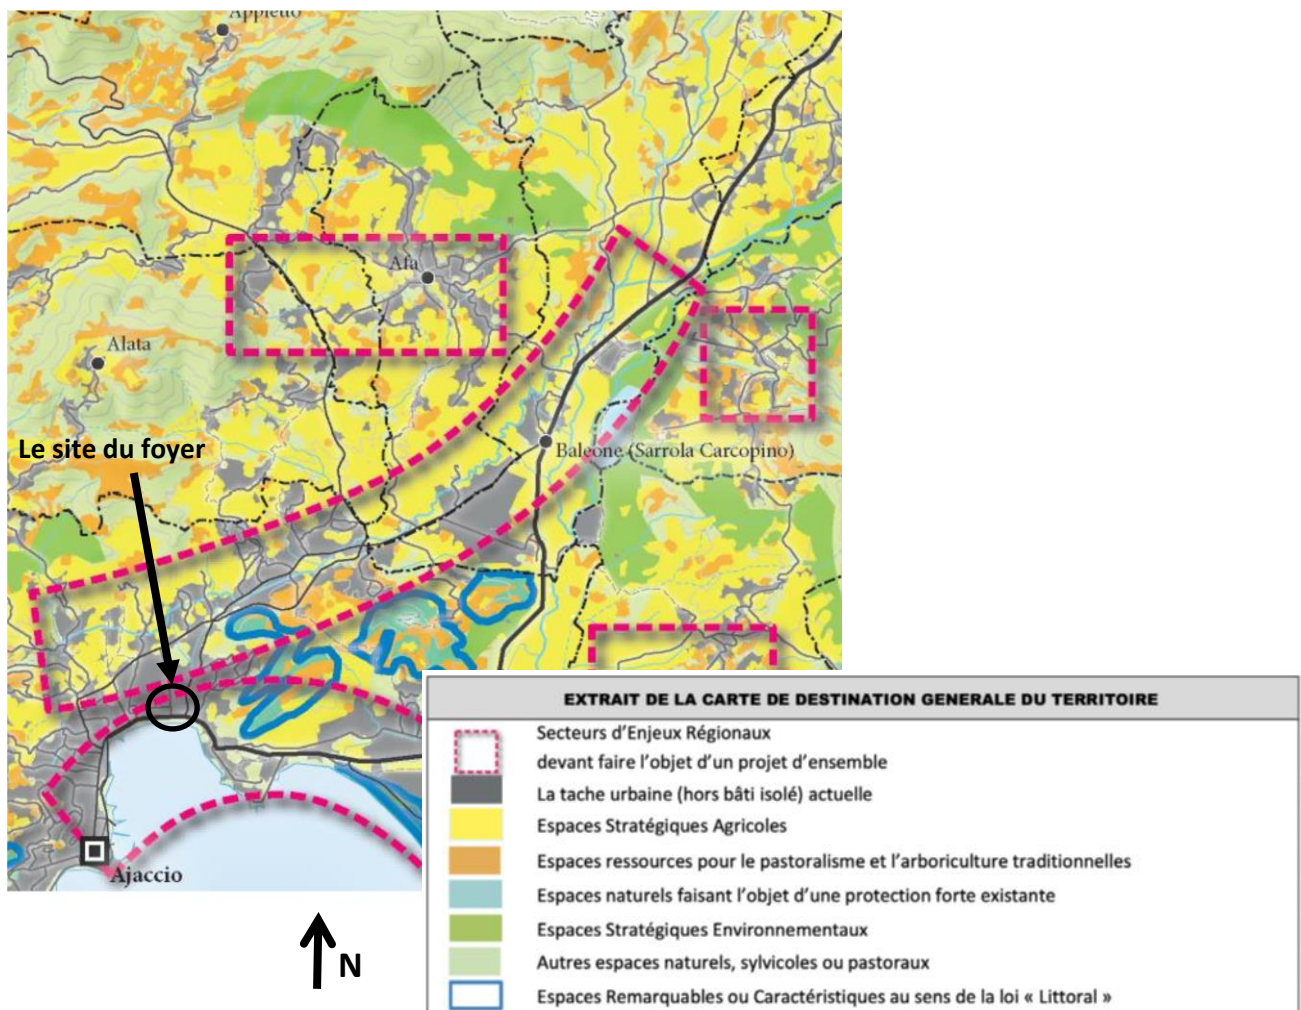 Appietto
Afa
Alata
Le site du foyer
Baleone (Sarrola Carcopino)
Ajaccio
N
EXTRAIT DE LA CARTE DE DESTINATION GENERALE DU TERRITOIRE
Secteurs d'Enjeux Régionaux
devant faire l'objet d'un projet d'ensemble
La tache urbaine (hors bâti isolé) actuelle
Espaces Stratégiques Agricoles
Espaces ressources pour le pastoralisme et l'arboriculture traditionnelles
Espaces naturels faisant l'objet d'une protection forte existante
Espaces Stratégiques Environnementaux
Autres espaces naturels, sylvicoles ou pastoraux
Espaces Remarquables ou Caractéristiques au sens de la loi « Littoral »